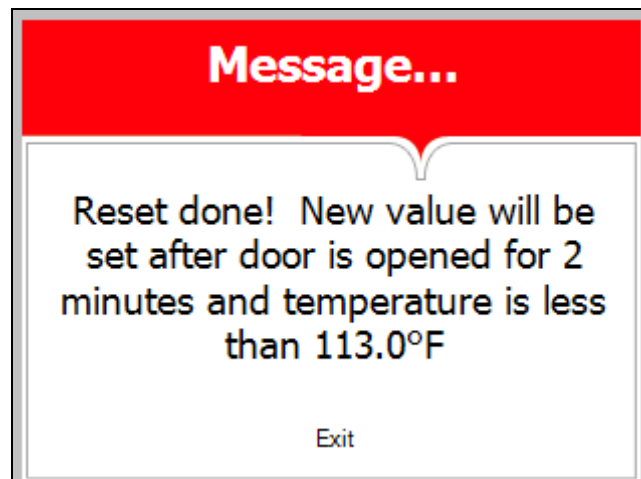 Message...
Reset done!  New value will be
set after door is opened for 2
minutes and temperature is less
than 113.0°F
Exit